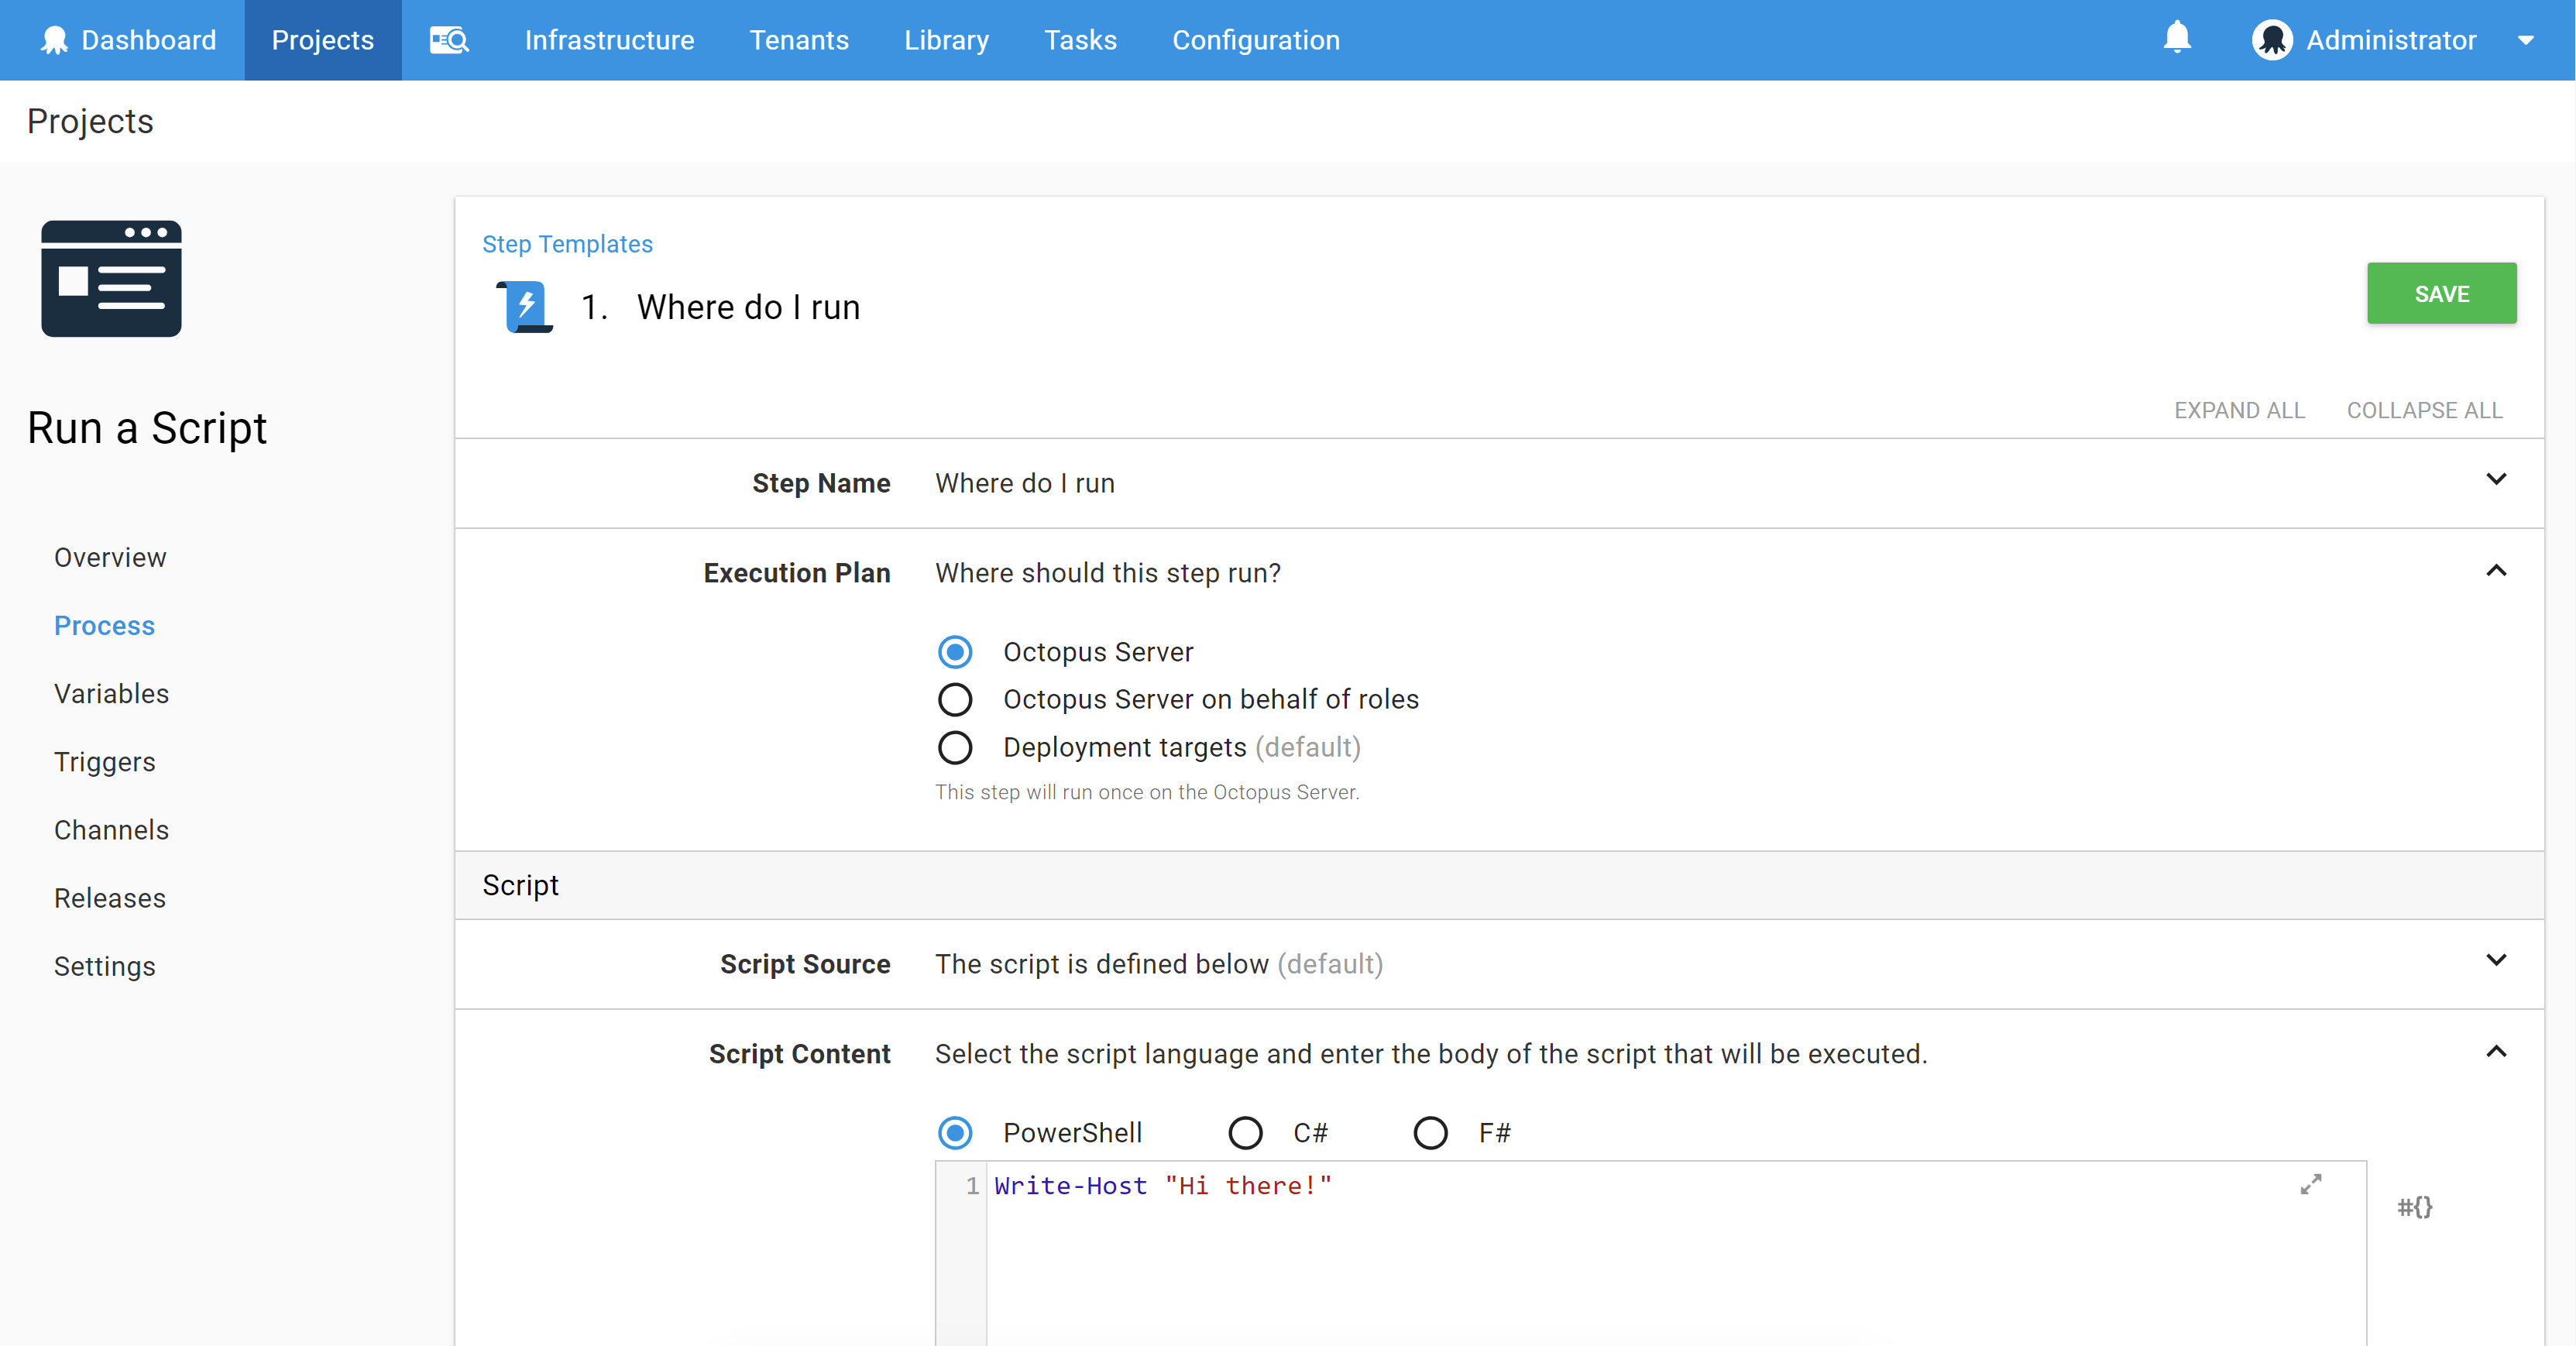 Dashboard Projects Infrastructure Tenants Library Tasks Configuration Administrator
Projects
Run a Script
Overview
Process
Variables
Triggers
Channels
Releases
Settings
Step Templates
1. Where do I run
SAVE
EXPAND ALL COLLAPSE ALL
Step Name Where do I run
Execution Plan Where should this step run?
Octopus Server
Octopus Server on behalf of roles
Deployment targets (default)
This step will run once on the Octopus Server.
Script
Script Source The script is defined below (default)
Script Content Select the script language and enter the body of the script that will be executed.
PowerShell C# F#
1 Write-Host "Hi there!"
#{}